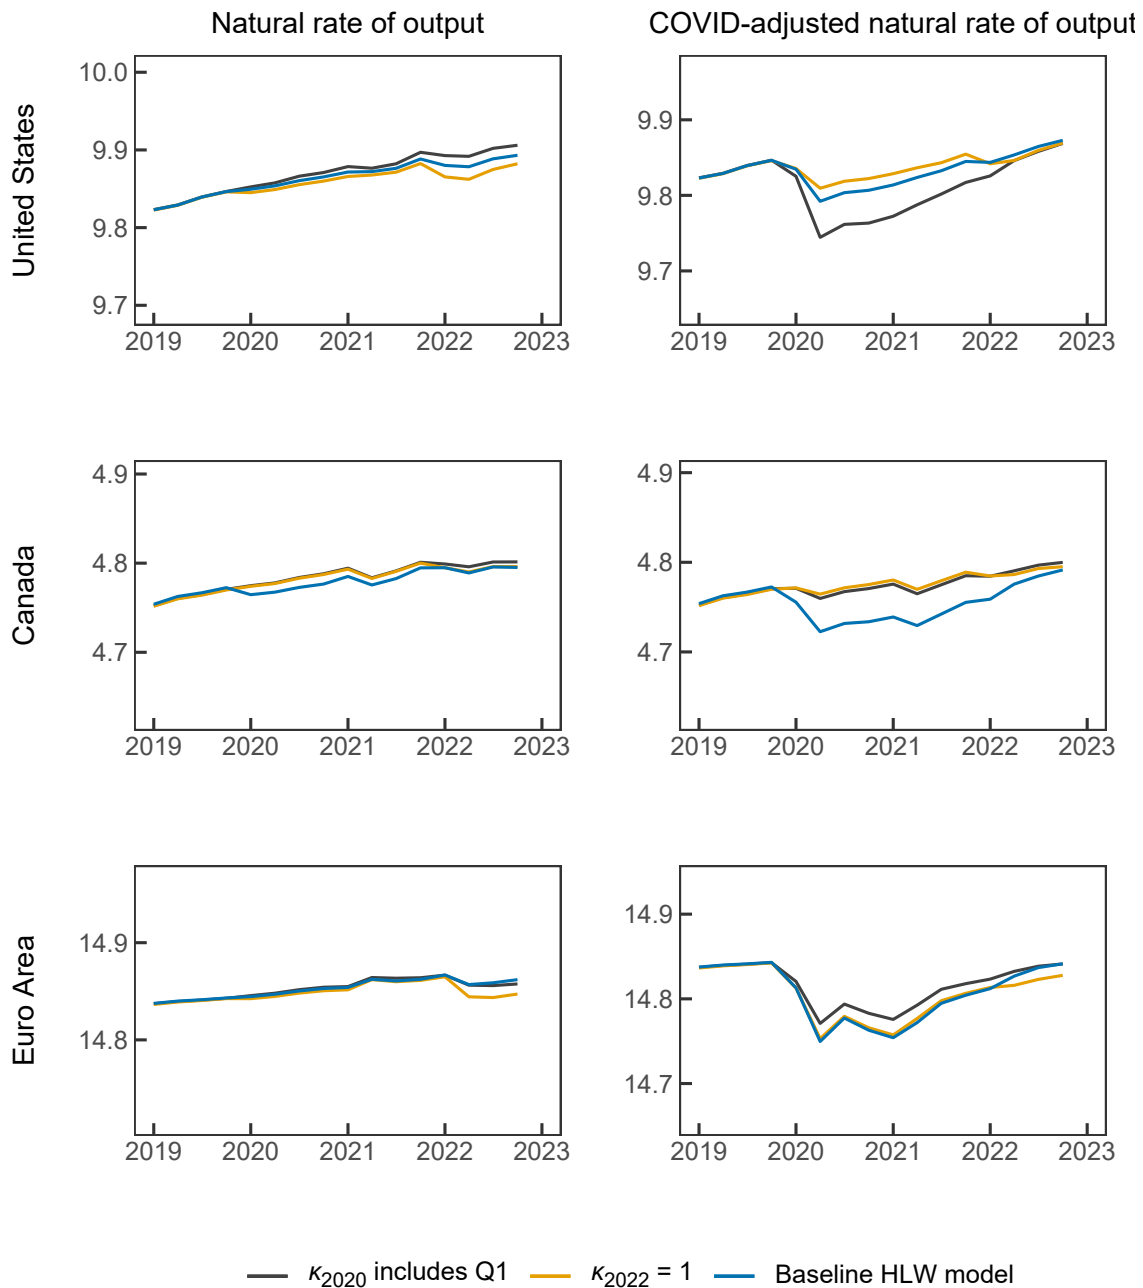 Natural rate of output
COVID-adjusted natural rate of output
United States
10.0
9.9
9.8
9.7
2019 2020 2021 2022 2023
9.9
9.8
9.7
2019 2020 2021 2022 2023
Canada
4.9
4.8
4.7
2019 2020 2021 2022 2023
4.9
4.8
4.7
2019 2020 2021 2022 2023
Euro Area
14.9
14.8
2019 2020 2021 2022 2023
14.9
14.8
14.7
2019 2020 2021 2022 2023
κ2020 includes Q1 κ2022 = 1 Baseline HLW model